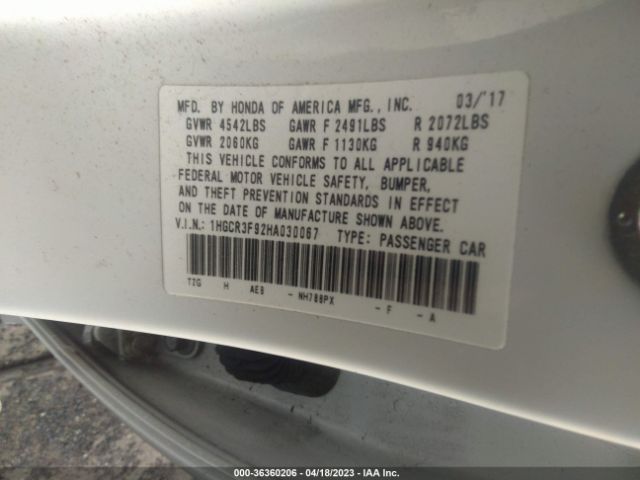 MFD. BY HONDA OF AMERICA MFG., INC. 03/'17
GVWR 4542LBS GAWR F 2491LBS R 2072LBS
GVWR 2060KG GAWR F 1130KG R 940KG
THIS VEHICLE CONFORMS TO ALL APPLICABLE
FEDERAL MOTOR VEHICLE SAFETY, BUMPER,
AND THEFT PREVENTION STANDARDS IN EFFECT
ON THE DATE OF MANUFACTURE SHOWN ABOVE.
V.I.N.: 1HGCR3F92HA030067 TYPE: PASSENGER CAR
T2G H AE8 - NH788PX - F - A
000-36360206 - 04/18/2023 - IAA Inc.